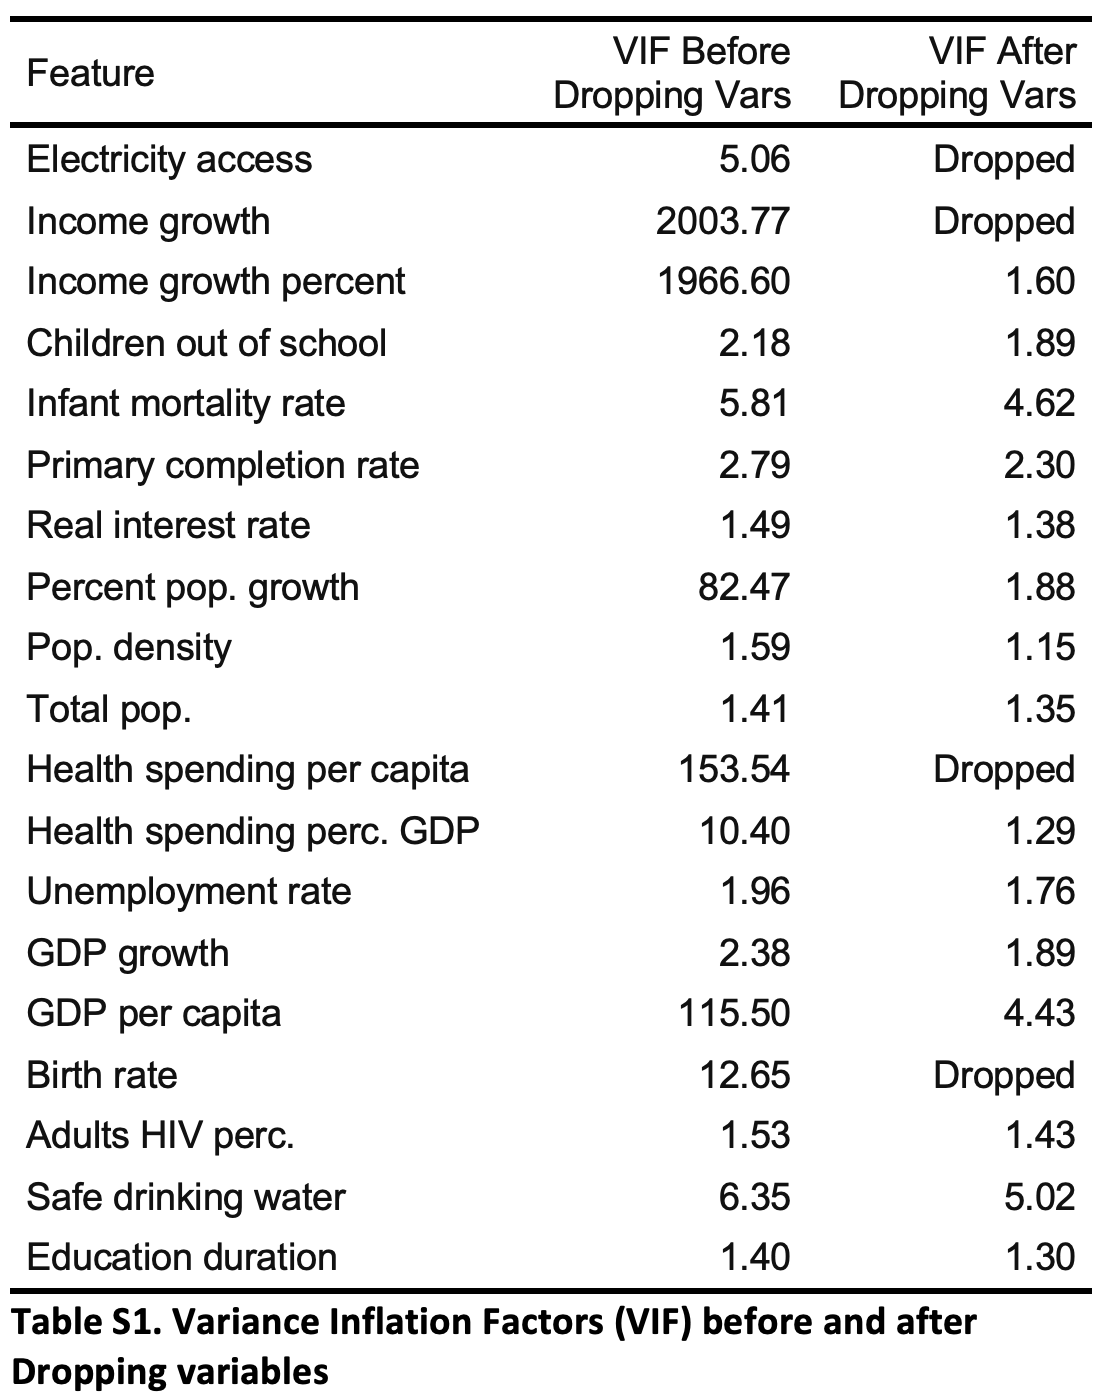 Feature VIF Before Dropping Vars VIF After Dropping Vars
Electricity access 5.06 Dropped
Income growth 2003.77 Dropped
Income growth percent 1966.60 1.60
Children out of school 2.18 1.89
Infant mortality rate 5.81 4.62
Primary completion rate 2.79 2.30
Real interest rate 1.49 1.38
Percent pop. growth 82.47 1.88
Pop. density 1.59 1.15
Total pop. 1.41 1.35
Health spending per capita 153.54 Dropped
Health spending perc. GDP 10.40 1.29
Unemployment rate 1.96 1.76
GDP growth 2.38 1.89
GDP per capita 115.50 4.43
Birth rate 12.65 Dropped
Adults HIV perc. 1.53 1.43
Safe drinking water 6.35 5.02
Education duration 1.40 1.30
Table S1. Variance Inflation Factors (VIF) before and after
Dropping variables